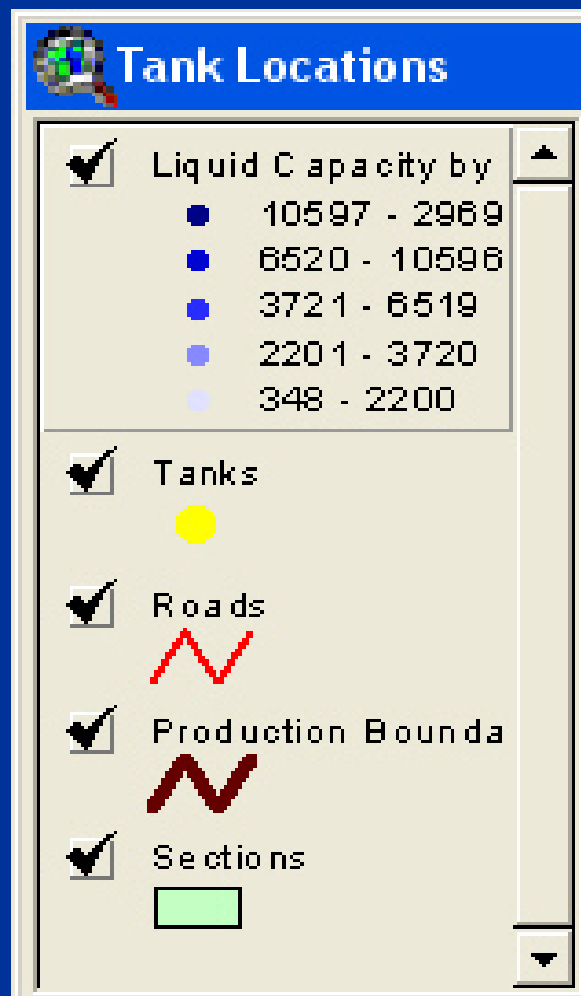 Tank Locations
Liquid Capacity by
10597 - 2969
6520 - 10596
3721 - 6519
2201 - 3720
348 - 2200
Tanks
Roads
Production Bounda
Sections